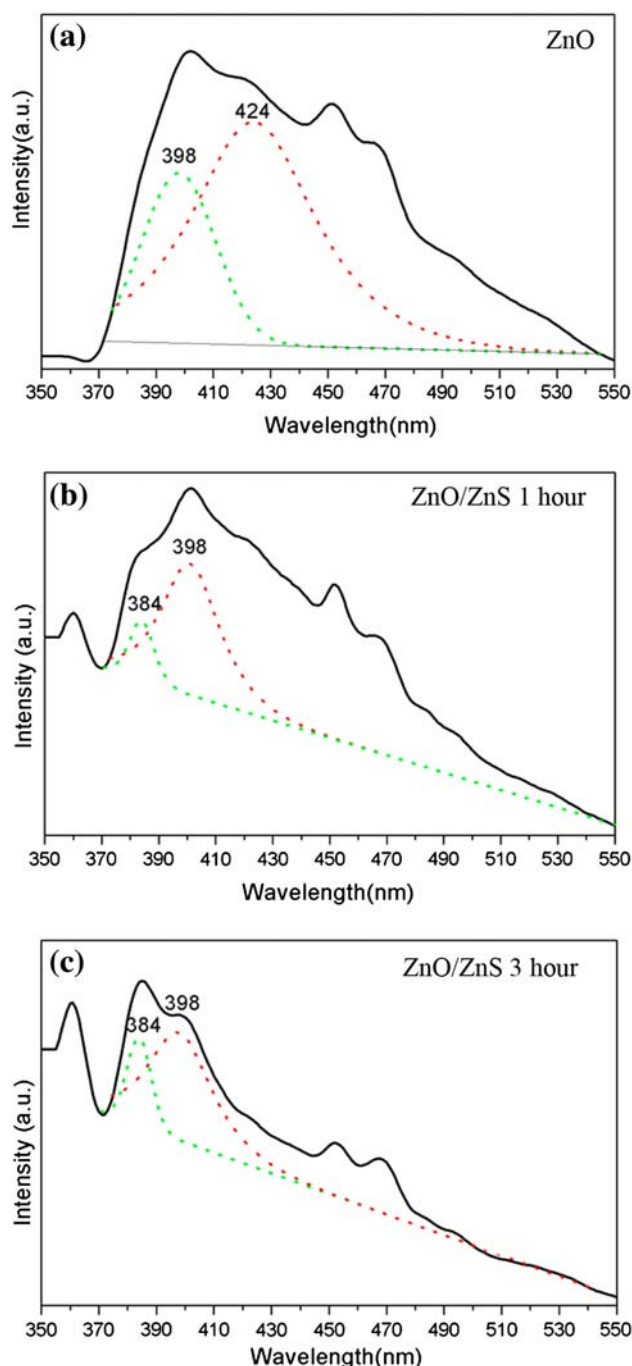 (a)
ZnO
424
398
Intensity(a.u.)
350 370 390 410 430 450 470 490 510 530 550
Wavelength(nm)
(b)
ZnO/ZnS 1 hour
398
384
Intensity (a.u.)
350 370 390 410 430 450 470 490 510 530 550
Wavelength(nm)
(c)
ZnO/ZnS 3 hour
398
384
Intensity (a.u.)
350 370 390 410 430 450 470 490 510 530 550
Wavelength(nm)